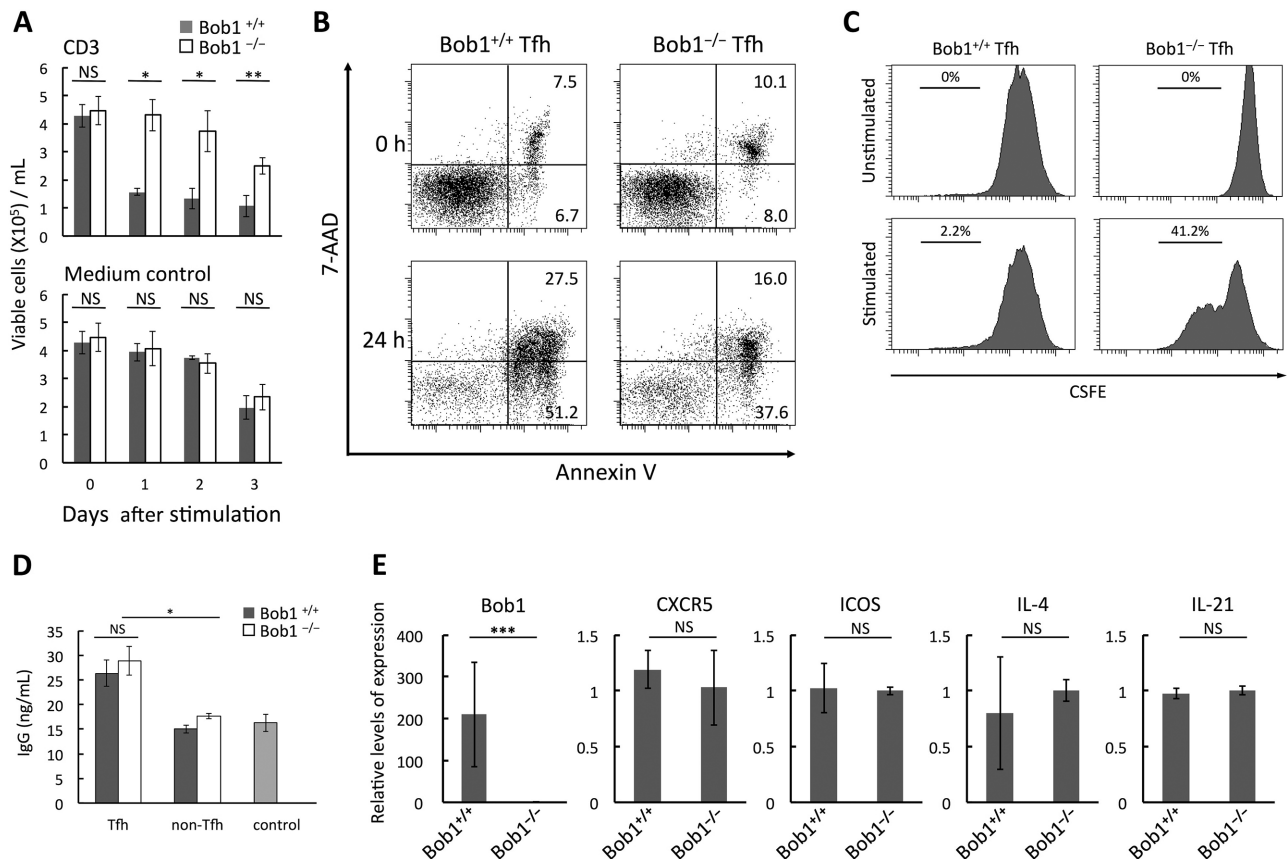 A
Bob1 +/+
Bob1 −/−
CD3
NS * * **
6
5
4
3
2
1
0
Medium control
NS NS NS NS
6
5
4
3
2
1
0
Viable cells (X10⁵) / mL
0 1 2 3
Days after stimulation
B
Bob1+/+ Tfh Bob1−/− Tfh
0 h
7.5
6.7
10.1
8.0
24 h
27.5
51.2
16.0
37.6
7-AAD
Annexin V
C
Bob1+/+ Tfh Bob1−/− Tfh
Unstimulated
0% 0%
Stimulated
2.2% 41.2%
CSFE
D
Bob1 +/+
Bob1 −/−
*
NS
35
30
25
20
15
10
5
0
IgG (ng/mL)
Tfh non-Tfh control
E
Relative levels of expression
Bob1
***
400
300
200
100
0
Bob1+/+ Bob1−/−
CXCR5
NS
1.5
1
0.5
0
Bob1+/+ Bob1−/−
ICOS
NS
1.5
1
0.5
0
Bob1+/+ Bob1−/−
IL-4
NS
1.5
1
0.5
0
Bob1+/+ Bob1−/−
IL-21
NS
1.5
1
0.5
0
Bob1+/+ Bob1−/−